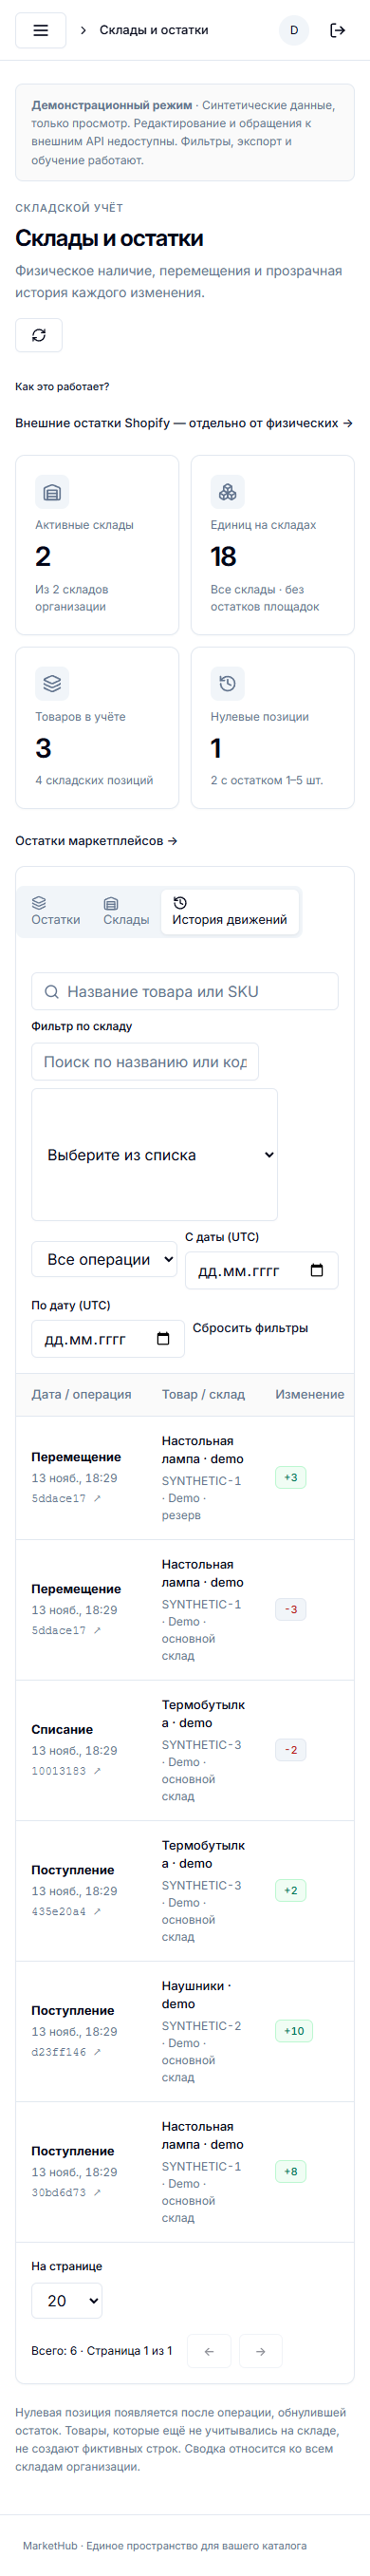 Склады и остатки
D
Демонстрационный режим · Синтетические данные,
только просмотр. Редактирование и обращения к
внешним API недоступны. Фильтры, экспорт и
обучение работают.
СКЛАДСКОЙ УЧЁТ
Склады и остатки
Физическое наличие, перемещения и прозрачная
история каждого изменения.
Как это работает?
Внешние остатки Shopify — отдельно от физических →
Активные склады
2
Из 2 складов
организации
Единиц на складах
18
Все склады · без
остатков площадок
Товаров в учёте
3
4 складских позиций
Нулевые позиции
1
2 с остатком 1–5 шт.
Остатки маркетплейсов →
Остатки
Склады
История движений
Название товара или SKU
Фильтр по складу
Поиск по названию или код
Выберите из списка
Все операции
С даты (UTC)
дд.мм.гггг
По дату (UTC)
дд.мм.гггг
Сбросить фильтры
Дата / операция Товар / склад Изменение
Перемещение
13 нояб., 18:29
5ddace17 ↗
Настольная
лампа · demo
SYNTHETIC-1
· Demo ·
резерв
+3
Перемещение
13 нояб., 18:29
5ddace17 ↗
Настольная
лампа · demo
SYNTHETIC-1
· Demo ·
основной
склад
-3
Списание
13 нояб., 18:29
10013183 ↗
Термобутылк
а · demo
SYNTHETIC-3
· Demo ·
основной
склад
-2
Поступление
13 нояб., 18:29
435e20a4 ↗
Термобутылк
а · demo
SYNTHETIC-3
· Demo ·
основной
склад
+2
Поступление
13 нояб., 18:29
d23ff146 ↗
Наушники ·
demo
SYNTHETIC-2
· Demo ·
основной
склад
+10
Поступление
13 нояб., 18:29
30bd6d73 ↗
Настольная
лампа · demo
SYNTHETIC-1
· Demo ·
основной
склад
+8
На странице
20
Всего: 6 · Страница 1 из 1
←
→
Нулевая позиция появляется после операции, обнулившей
остаток. Товары, которые ещё не учитывались на складе,
не создают фиктивных строк. Сводка относится ко всем
складам организации.
MarketHub · Единое пространство для вашего каталога